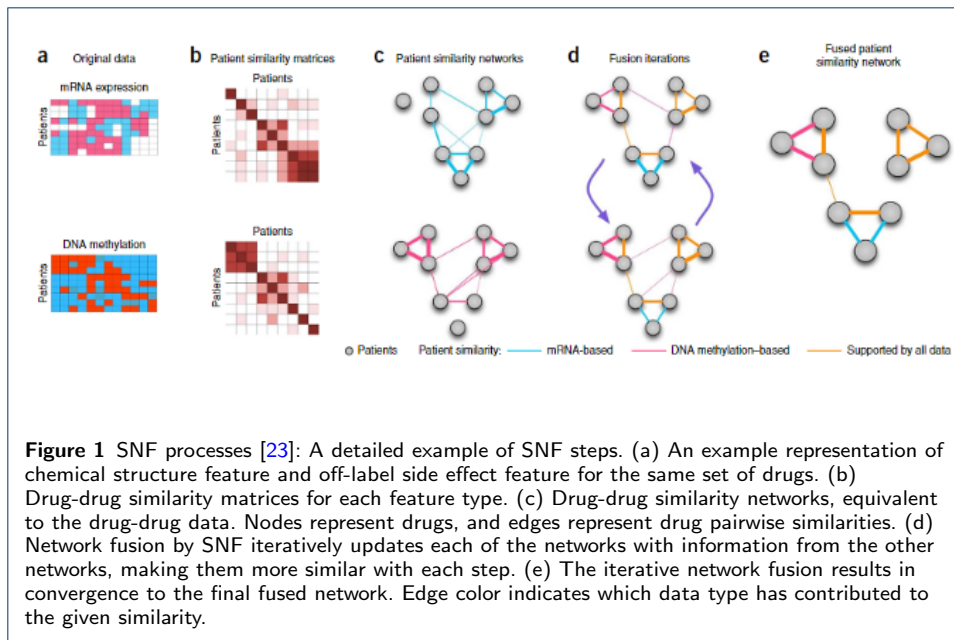 a Original data
mRNA expression
Patients
DNA methylation
Patients
b Patient similarity matrices
Patients
Patients
Patients
Patients
c Patient similarity networks
d Fusion iterations
e Fused patient
similarity network
Patients Patient similarity: mRNA-based DNA methylation–based Supported by all data
Figure 1 SNF processes [23]: A detailed example of SNF steps. (a) An example representation of
chemical structure feature and off-label side effect feature for the same set of drugs. (b)
Drug-drug similarity matrices for each feature type. (c) Drug-drug similarity networks, equivalent
to the drug-drug data. Nodes represent drugs, and edges represent drug pairwise similarities. (d)
Network fusion by SNF iteratively updates each of the networks with information from the other
networks, making them more similar with each step. (e) The iterative network fusion results in
convergence to the final fused network. Edge color indicates which data type has contributed to
the given similarity.